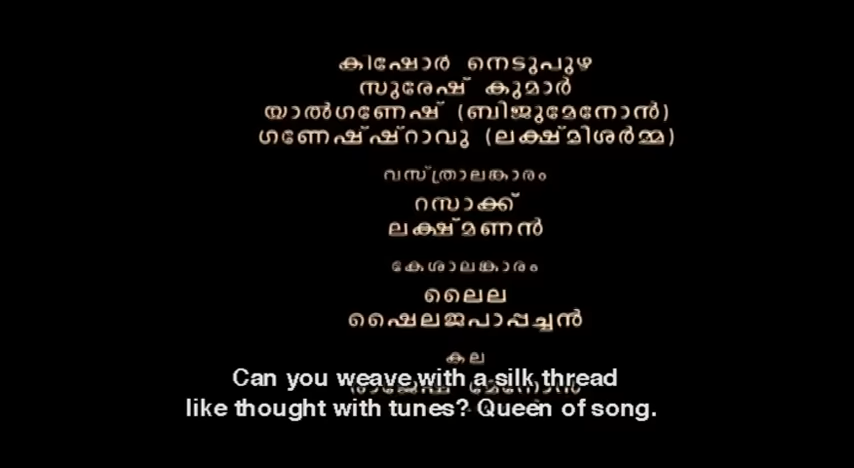 കിഷോർ നെടുപുഴ
സുരേഷ് കുമാർ
യാൽഗണേഷ് (ബിജുമേനോൻ)
ഗണേഷ്ഷ്റാവു (ലക്ഷ്മിശർമ്മ)
വസ്ത്രാലങ്കാരം
റസാക്ക്
ലക്ഷ്മണൻ
കേശാലങ്കാരം
ലൈല
ഷൈലജപാപ്പച്ചൻ
കല
Can you weave with a silk thread
like thought with tunes? Queen of song.